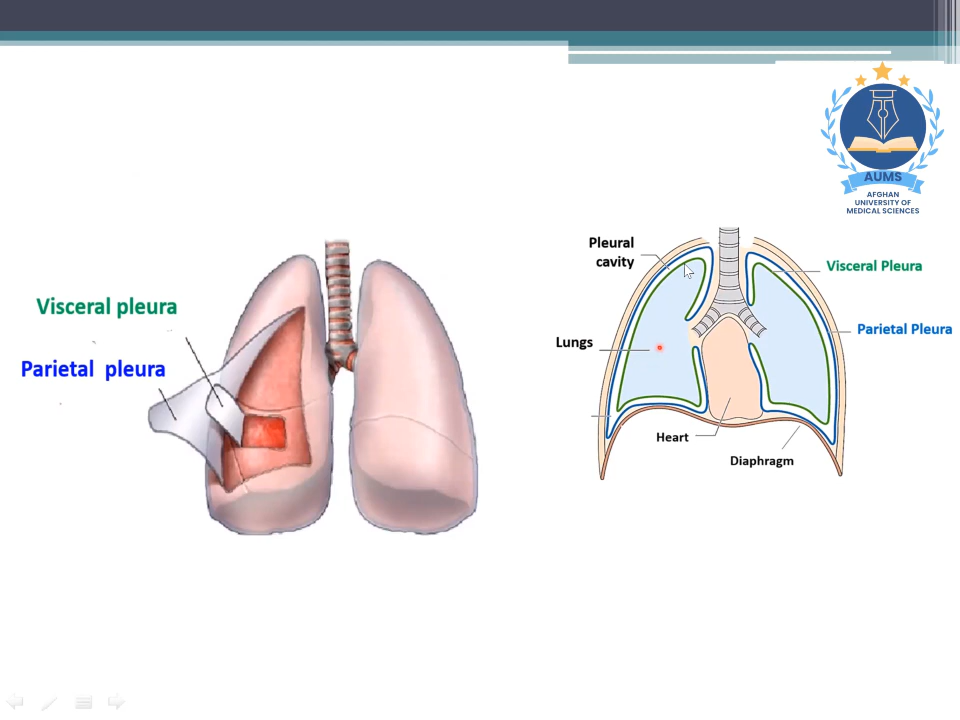 AUMS
AFGHAN
UNIVERSITY OF
MEDICAL SCIENCES
Visceral pleura
Parietal pleura
Pleural
cavity
Visceral Pleura
Parietal Pleura
Lungs
Heart
Diaphragm